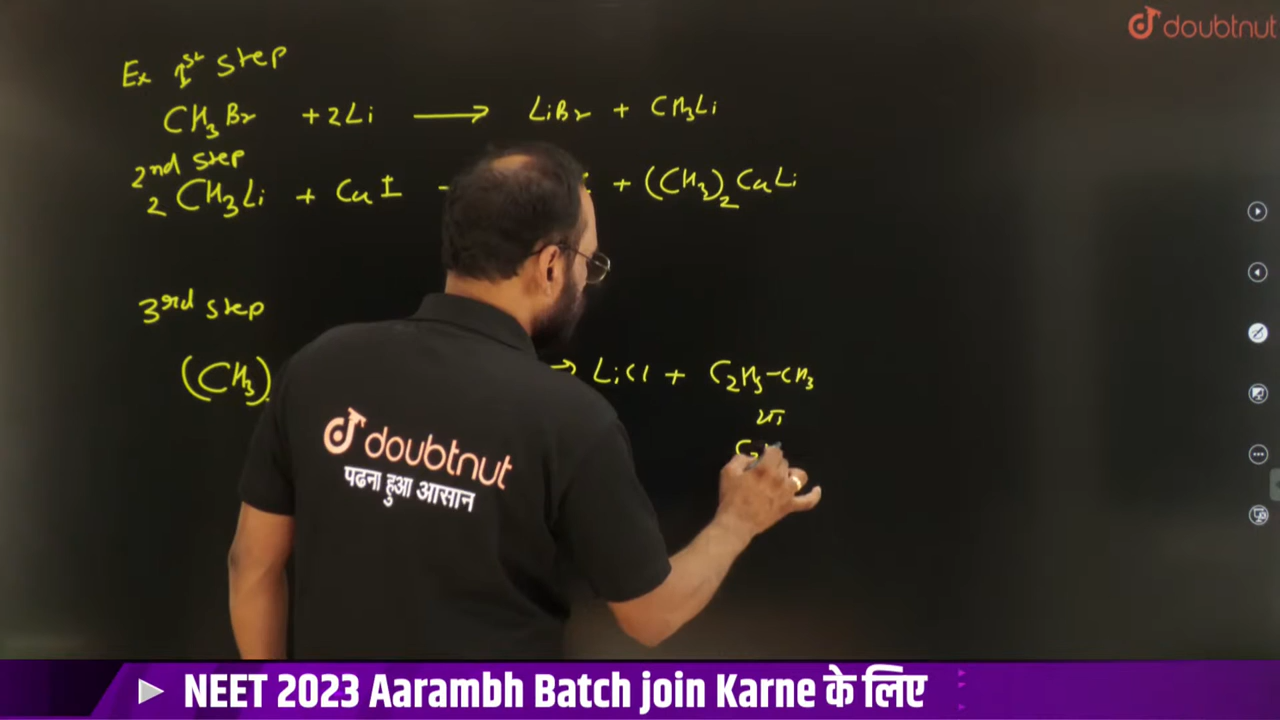 doubtnut
Ex 1st step
CH3Br + 2Li ⟶ LiBr + CH3Li
2nd step
2 CH3Li + CuI + (CH3)2CuLi
3rd step
(CH3) → LiCl + C2H5-CH3
doubtnut
पढना हुआ आसान
NEET 2023 Aarambh Batch join Karne के लिए